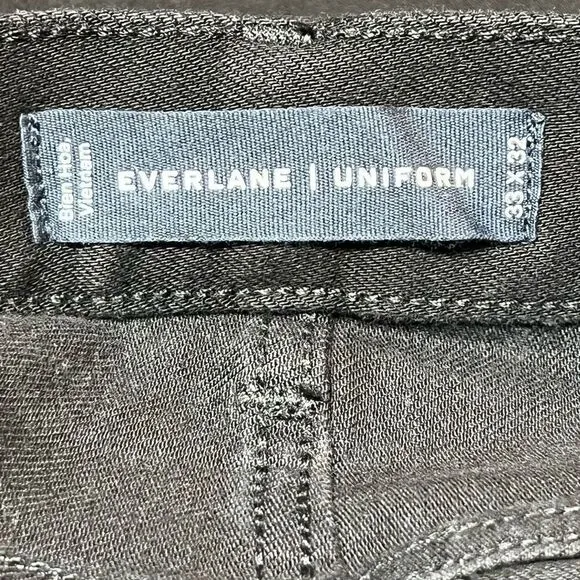 Bien Hoa,
Vietnam
EVERLANE | UNIFORM
33 X 32